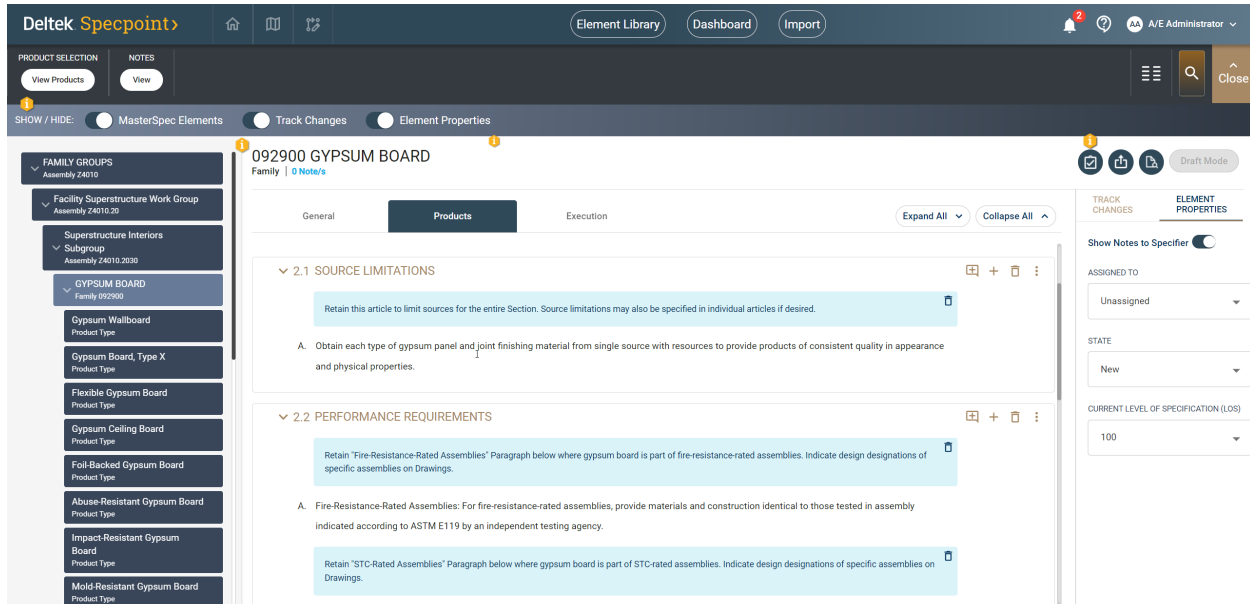 Deltek Specpoint
Element Library
Dashboard
Import
2
AA
A/E Administrator
PRODUCT SELECTION
View Products
NOTES
View
Close
SHOW / HIDE:
MasterSpec Elements
Track Changes
Element Properties
FAMILY GROUPS
Assembly Z4010
Facility Superstructure Work Group
Assembly Z4010.20
Superstructure Interiors
Subgroup
Assembly Z4010.2030
GYPSUM BOARD
Family 092900
Gypsum Wallboard
Product Type
Gypsum Board, Type X
Product Type
Flexible Gypsum Board
Product Type
Gypsum Ceiling Board
Product Type
Foil-Backed Gypsum Board
Product Type
Abuse-Resistant Gypsum Board
Product Type
Impact-Resistant Gypsum
Board
Product Type
Mold-Resistant Gypsum Board
Product Type
092900 GYPSUM BOARD
Family | 0 Note/s
Draft Mode
General
Products
Execution
Expand All
Collapse All
2.1 SOURCE LIMITATIONS
Retain this article to limit sources for the entire Section. Source limitations may also be specified in individual articles if desired.
A. Obtain each type of gypsum panel and joint finishing material from single source with resources to provide products of consistent quality in appearance
and physical properties.
2.2 PERFORMANCE REQUIREMENTS
Retain "Fire-Resistance-Rated Assemblies" Paragraph below where gypsum board is part of fire-resistance-rated assemblies. Indicate design designations of
specific assemblies on Drawings.
A. Fire-Resistance-Rated Assemblies: For fire-resistance-rated assemblies, provide materials and construction identical to those tested in assembly
indicated according to ASTM E119 by an independent testing agency.
Retain "STC-Rated Assemblies" Paragraph below where gypsum board is part of STC-rated assemblies. Indicate design designations of specific assemblies on
Drawings.
TRACK
CHANGES
ELEMENT
PROPERTIES
Show Notes to Specifier
ASSIGNED TO
Unassigned
STATE
New
CURRENT LEVEL OF SPECIFICATION (LOS)
100